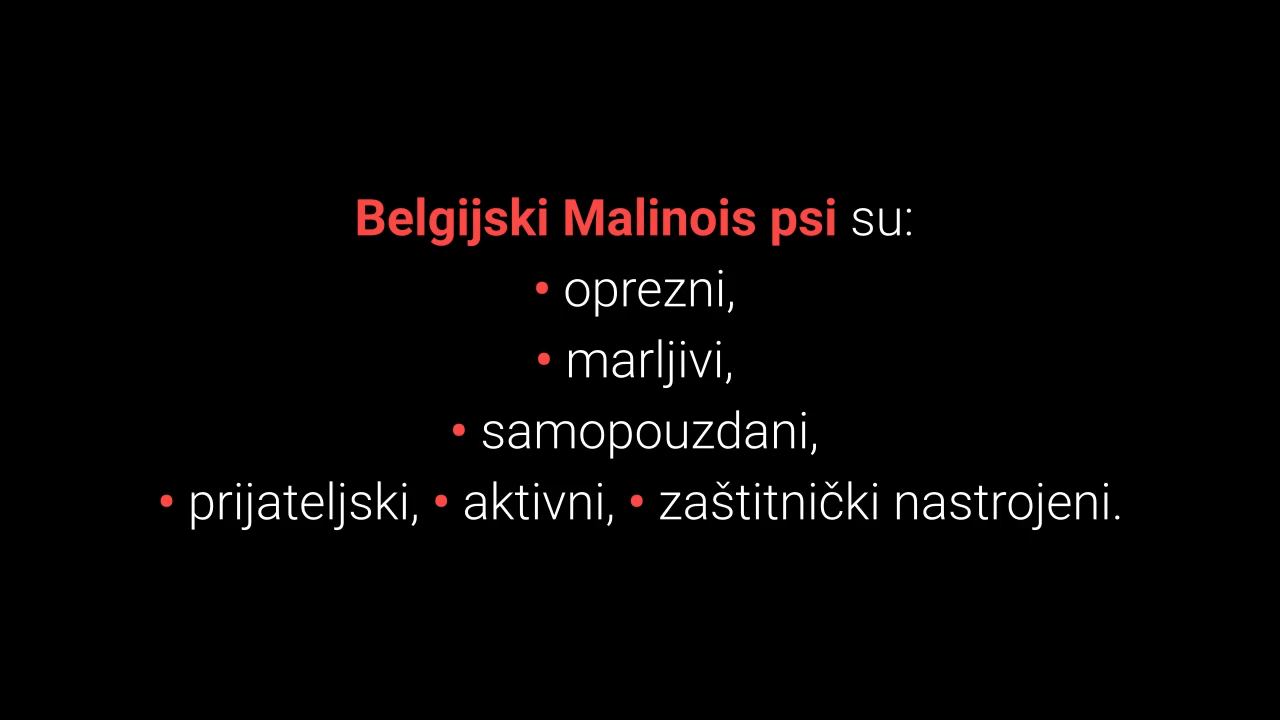 Belgijski Malinois psi su:
• oprezni,
• marljivi,
• samopouzdani,
• prijateljski, • aktivni, • zaštitnički nastrojeni.